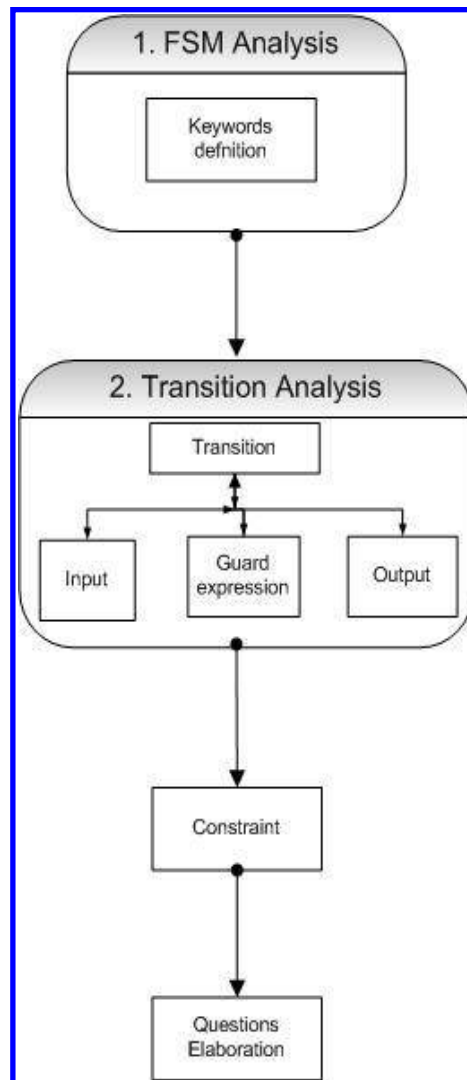 1. FSM Analysis
Keywords
defnition
2. Transition Analysis
Transition
Input
Guard
expression
Output
Constraint
Questions
Elaboration